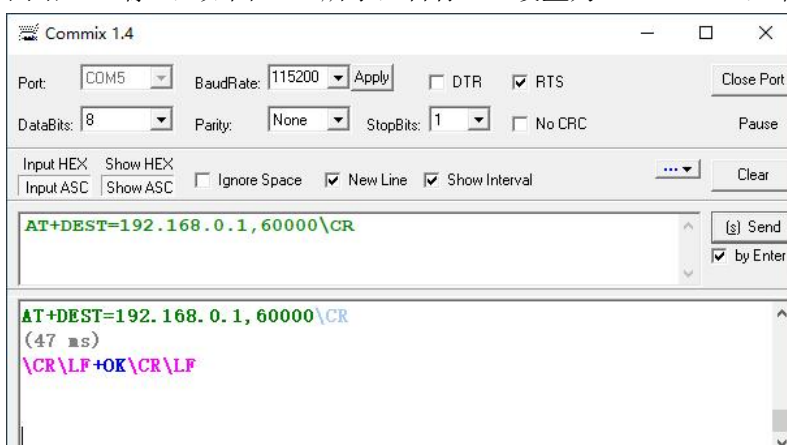 Commix 1.4
Port: COM5 BaudRate: 115200 Apply DTR RTS Close Port
DataBits: 8 Parity: None StopBits: 1 No CRC Pause
Input HEX Show HEX
Input ASC Show ASC Ignore Space New Line Show Interval ... Clear
AT+DEST=192.168.0.1,60000\CR
(s) Send
by Enter
AT+DEST=192.168.0.1,60000\CR
(47 ms)
\CR\LF+OK\CR\LF